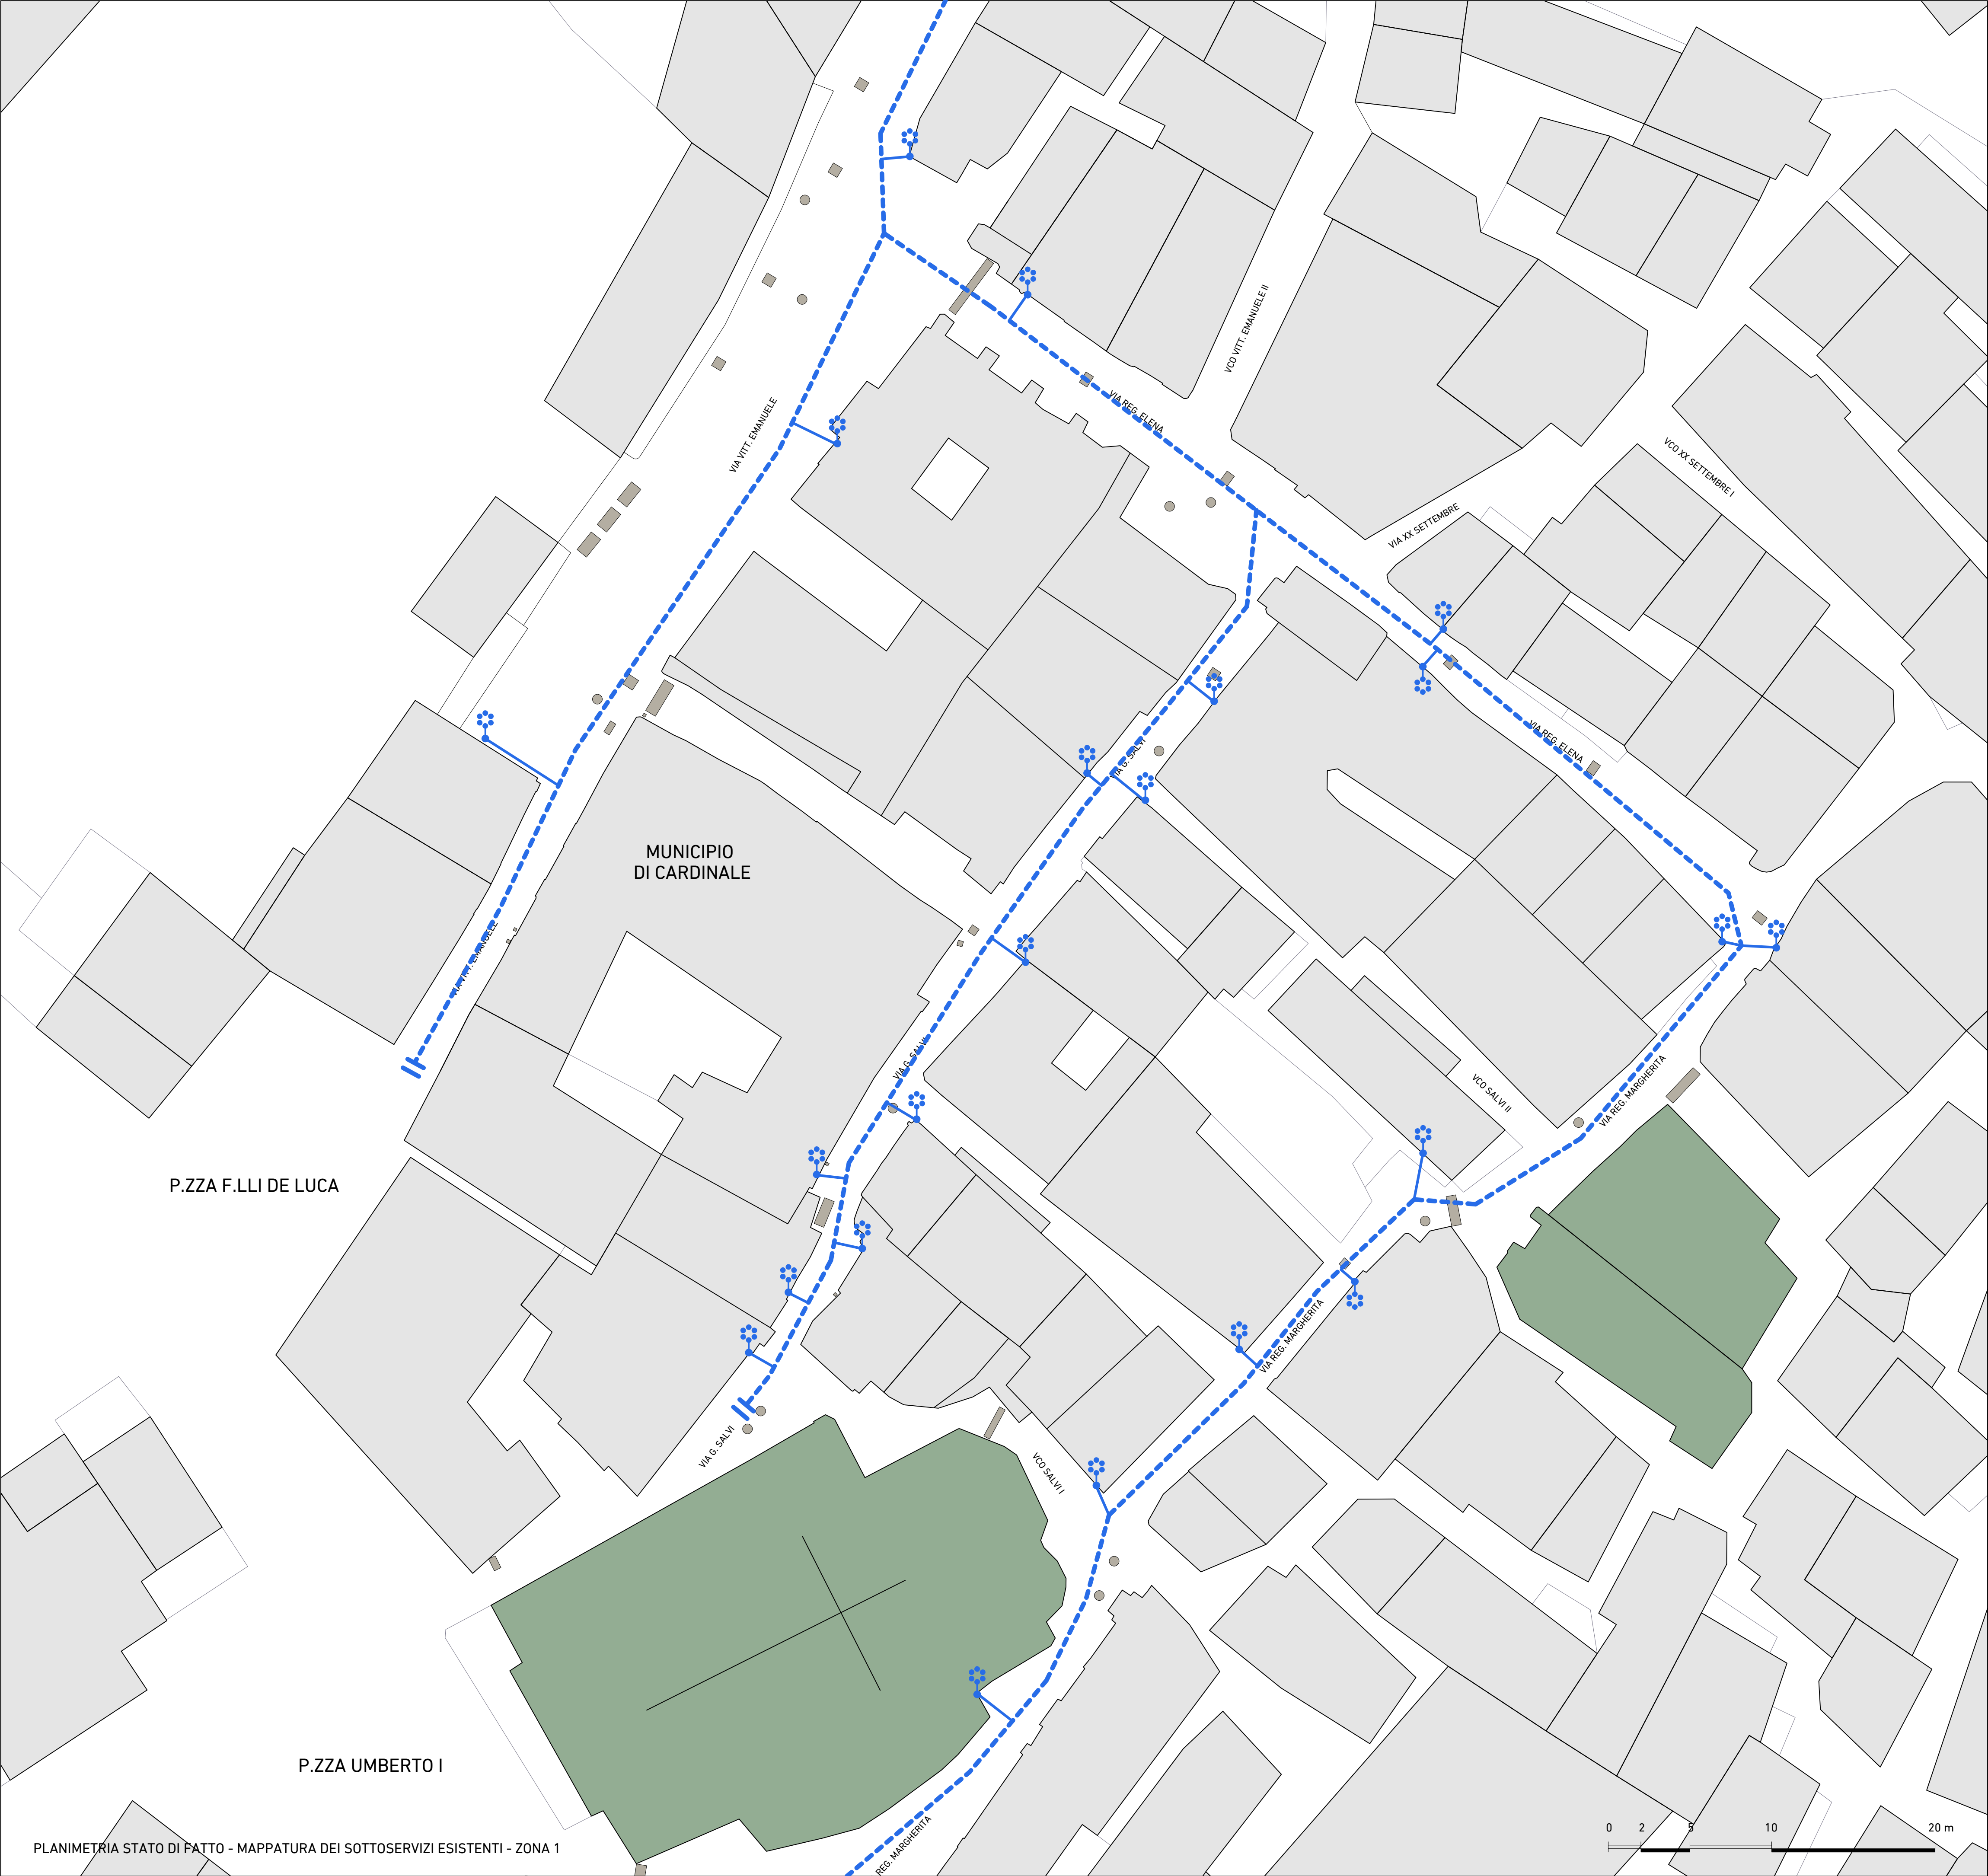 VCO VITT. EMANUELE II
VIA VITT. EMANUELE
VIA REG. ELENA
VCO XX SETTEMBRE I
VIA XX SETTEMBRE
VIA REG. ELENA
VIA G. SALVI
MUNICIPIO
DI CARDINALE
VIA VITT. EMANUELE
VIA G. SALVI
VCO SALVI II
VIA REG. MARGHERITA
P.ZZA F.LLI DE LUCA
VIA REG. MARGHERITA
VIA G. SALVI
VCO SALVI I
P.ZZA UMBERTO I
REG. MARGHERITA
0 2 5 10 20 m
PLANIMETRIA STATO DI FATTO - MAPPATURA DEI SOTTOSERVIZI ESISTENTI - ZONA 1